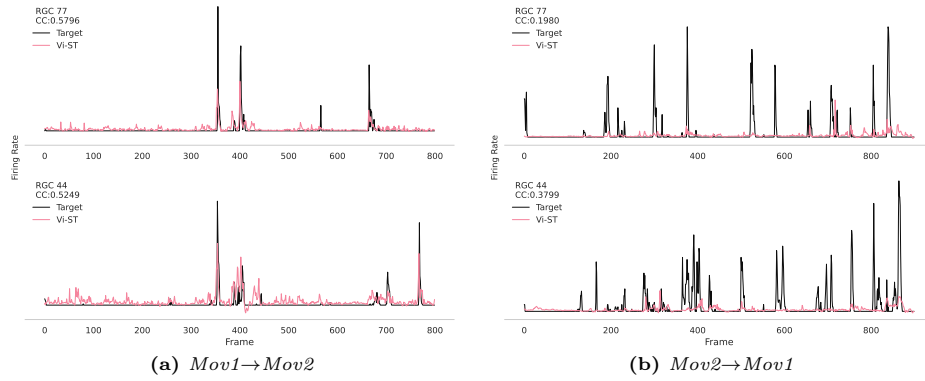 RGC 77
CC:0.5796
Target
Vi-ST
0 100 200 300 400 500 600 700 800
RGC 44
CC:0.5249
Target
Vi-ST
0 100 200 300 400 500 600 700 800
Frame
Firing Rate
(a) Mov1→Mov2
RGC 77
CC:0.1980
Target
Vi-ST
0 200 400 600 800
RGC 44
CC:0.3799
Target
Vi-ST
0 200 400 600 800
Frame
Firing Rate
(b) Mov2→Mov1